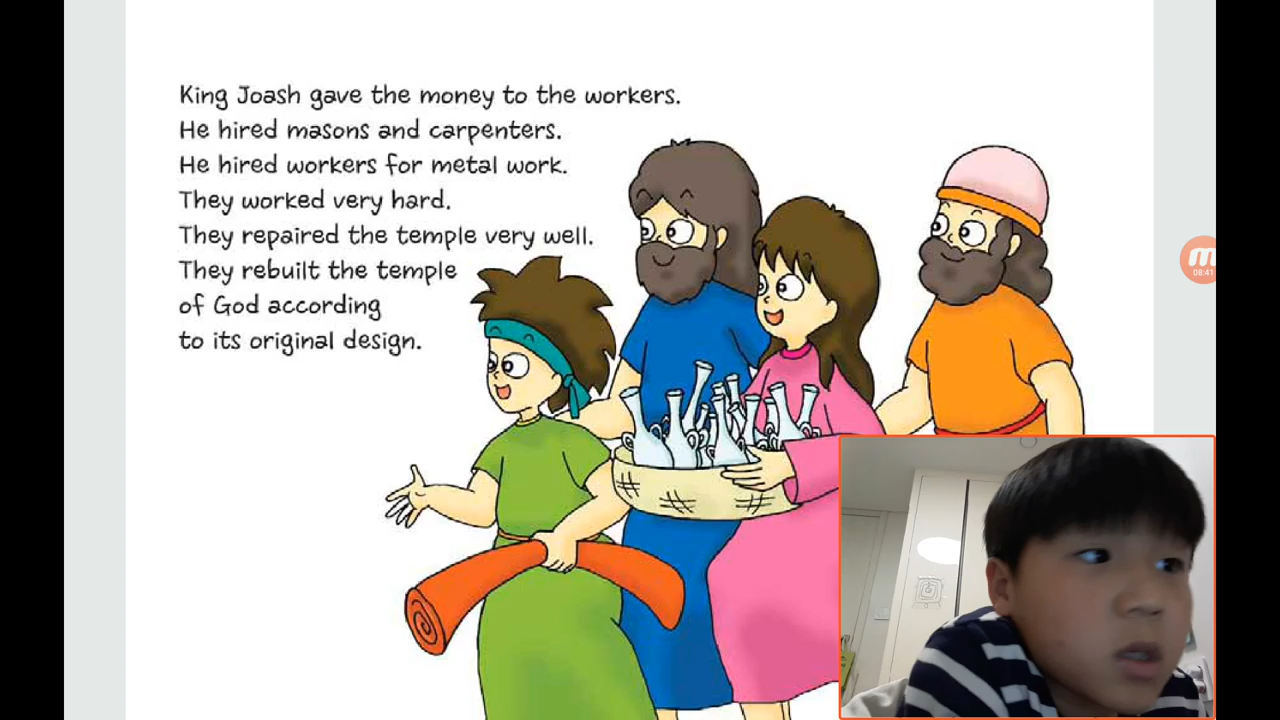 King Joash gave the money to the workers.
He hired masons and carpenters.
He hired workers for metal work.
They worked very hard.
They repaired the temple very well.
They rebuilt the temple
of God according
to its original design.
08:41